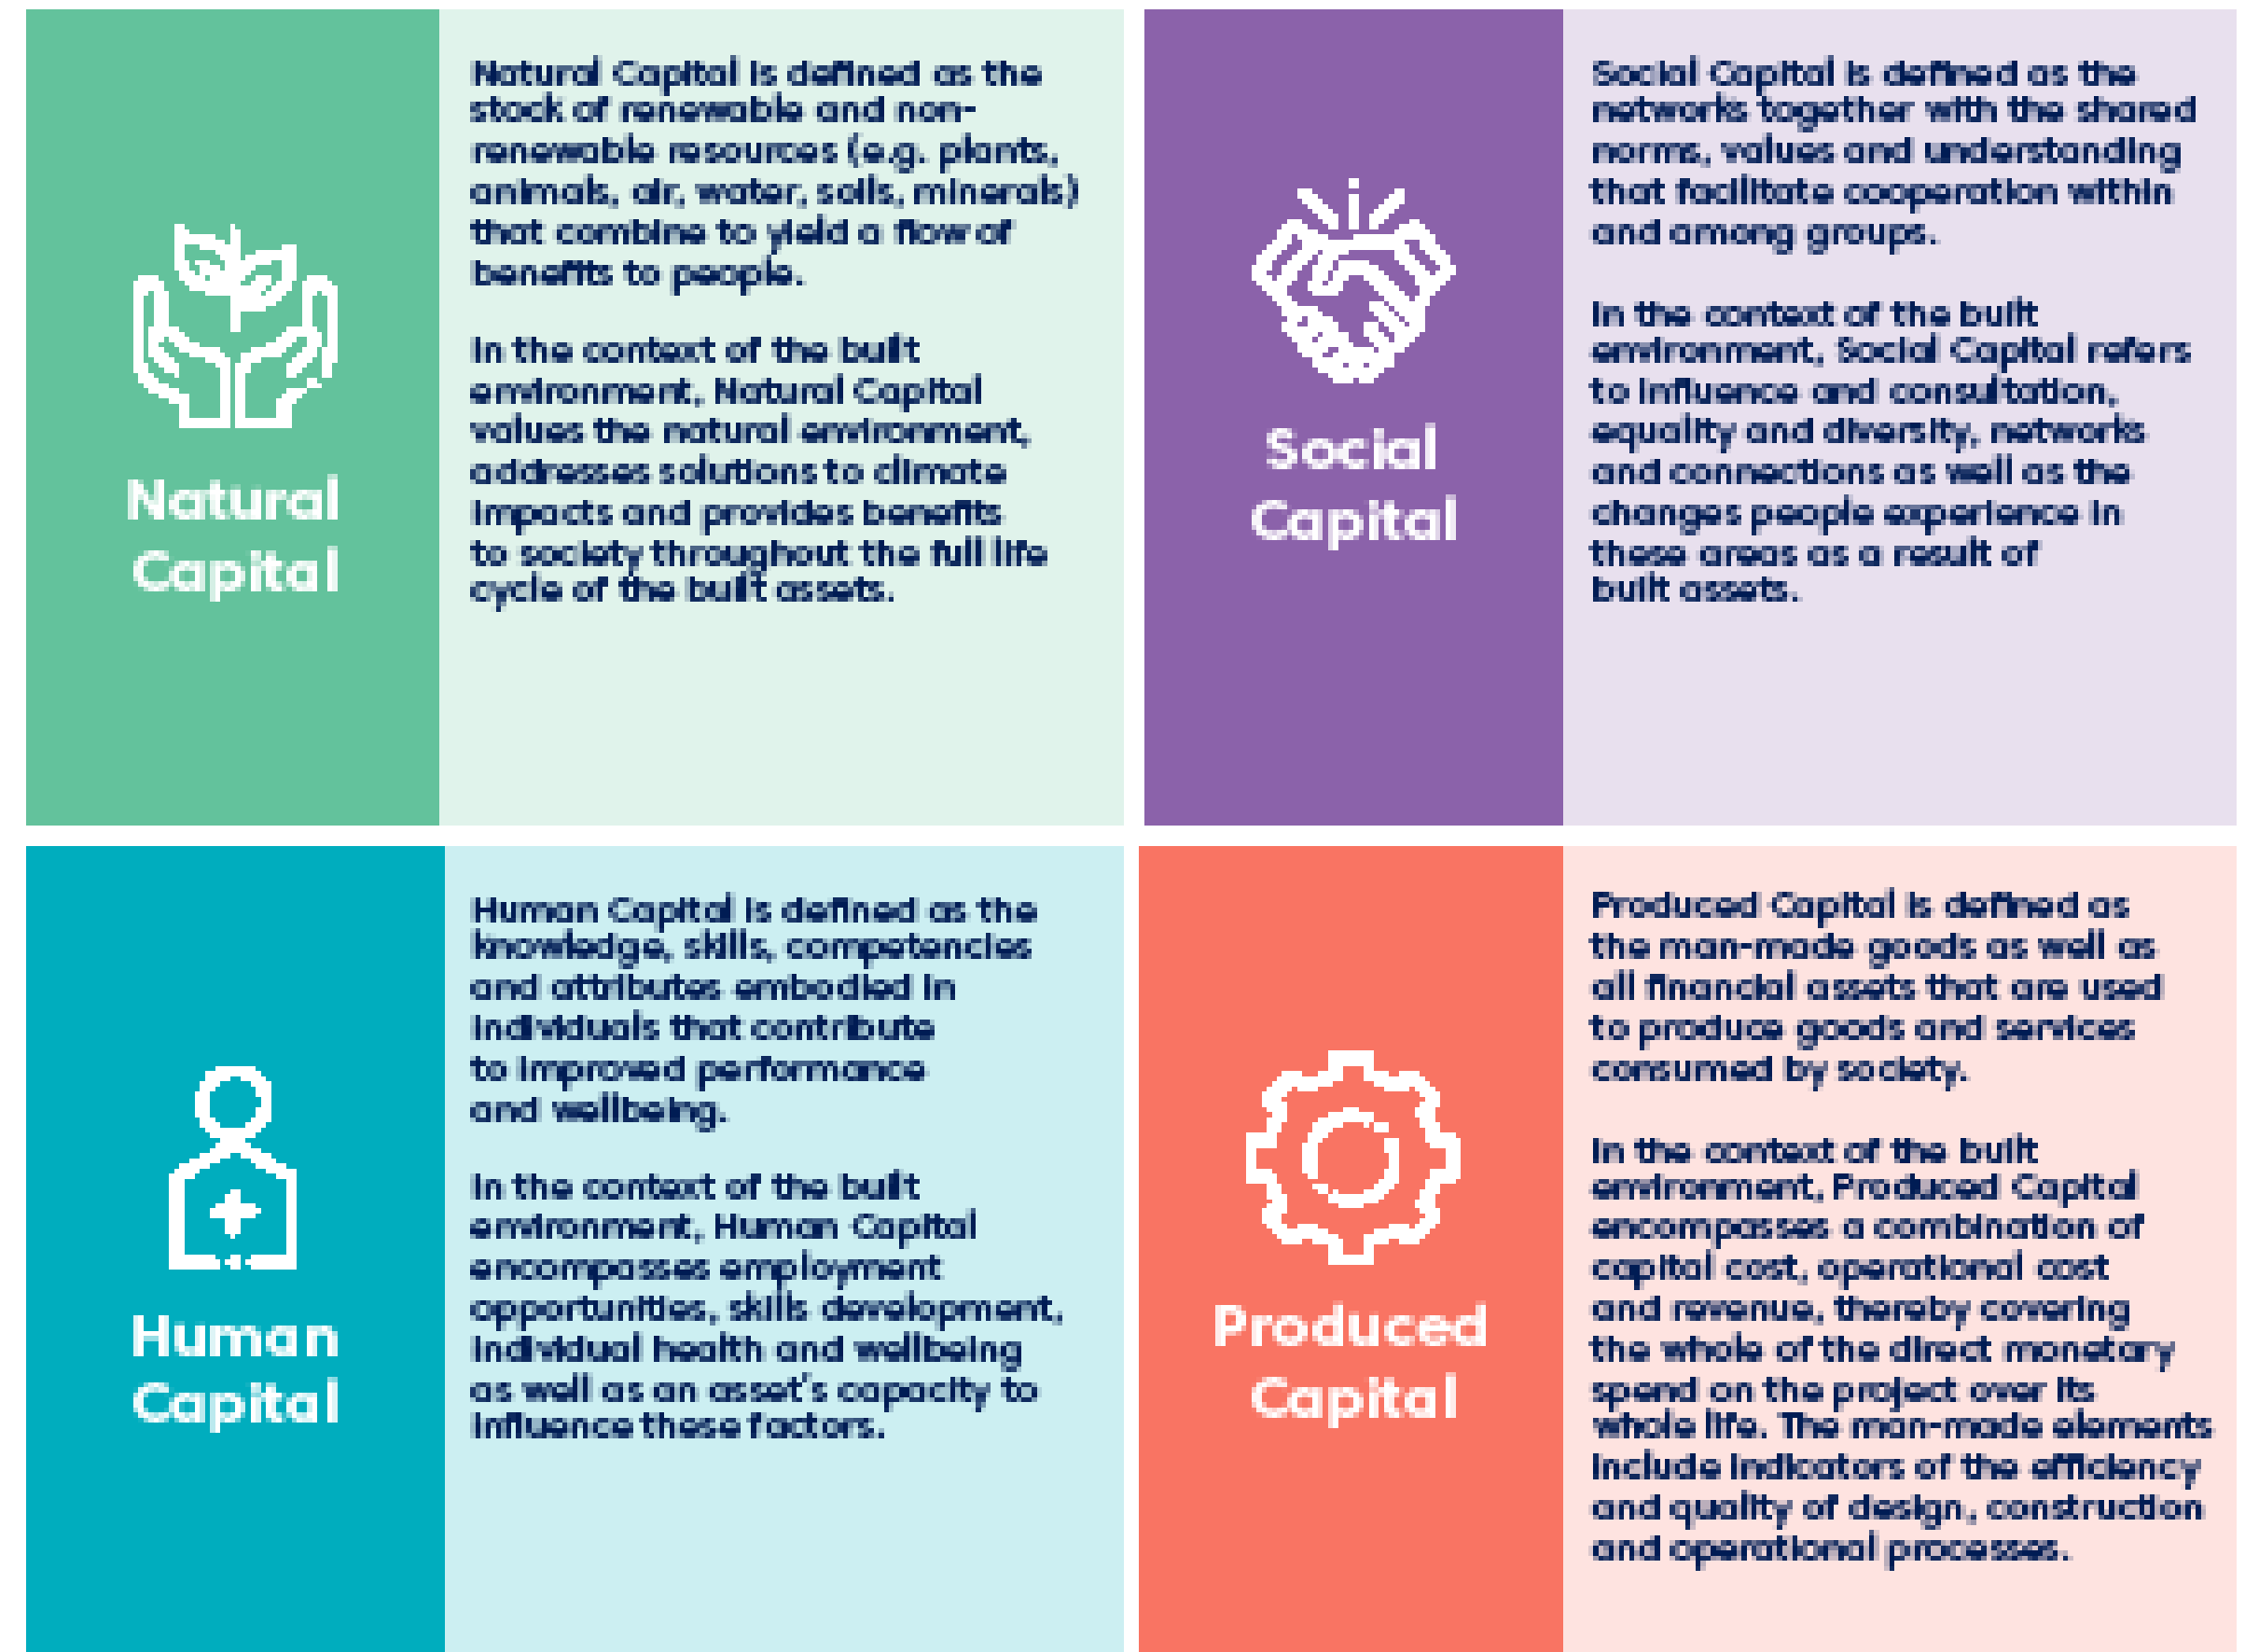 Natural
Capital
Natural Capital is defined as the
stock of renewable and non-
renewable resources (e.g. plants,
animals, air, water, soils, minerals)
that combine to yield a flow of
benefits to people.
In the context of the built
environment, Natural Capital
values the natural environment,
addresses solutions to climate
impacts and provides benefits
to society throughout the full life
cycle of the built assets.
Social
Capital
Social Capital is defined as the
networks together with the shared
norms, values and understanding
that facilitate cooperation within
and among groups.
In the context of the built
environment, Social Capital refers
to influence and consultation,
equality and diversity, networks
and connections as well as the
changes people experience in
these areas as a result of
built assets.
Human
Capital
Human Capital is defined as the
knowledge, skills, competencies
and attributes embodied in
individuals that contribute
to improved performance
and wellbeing.
In the context of the built
environment, Human Capital
encompasses employment
opportunities, skills development,
individual health and wellbeing
as well as an asset's capacity to
influence these factors.
Produced
Capital
Produced Capital is defined as
the man-made goods as well as
all financial assets that are used
to produce goods and services
consumed by society.
In the context of the built
environment, Produced Capital
encompasses a combination of
capital cost, operational cost
and revenue, thereby covering
the whole of the direct monetary
spend on the project over its
whole life. The man-made elements
include indicators of the efficiency
and quality of design, construction
and operational processes.